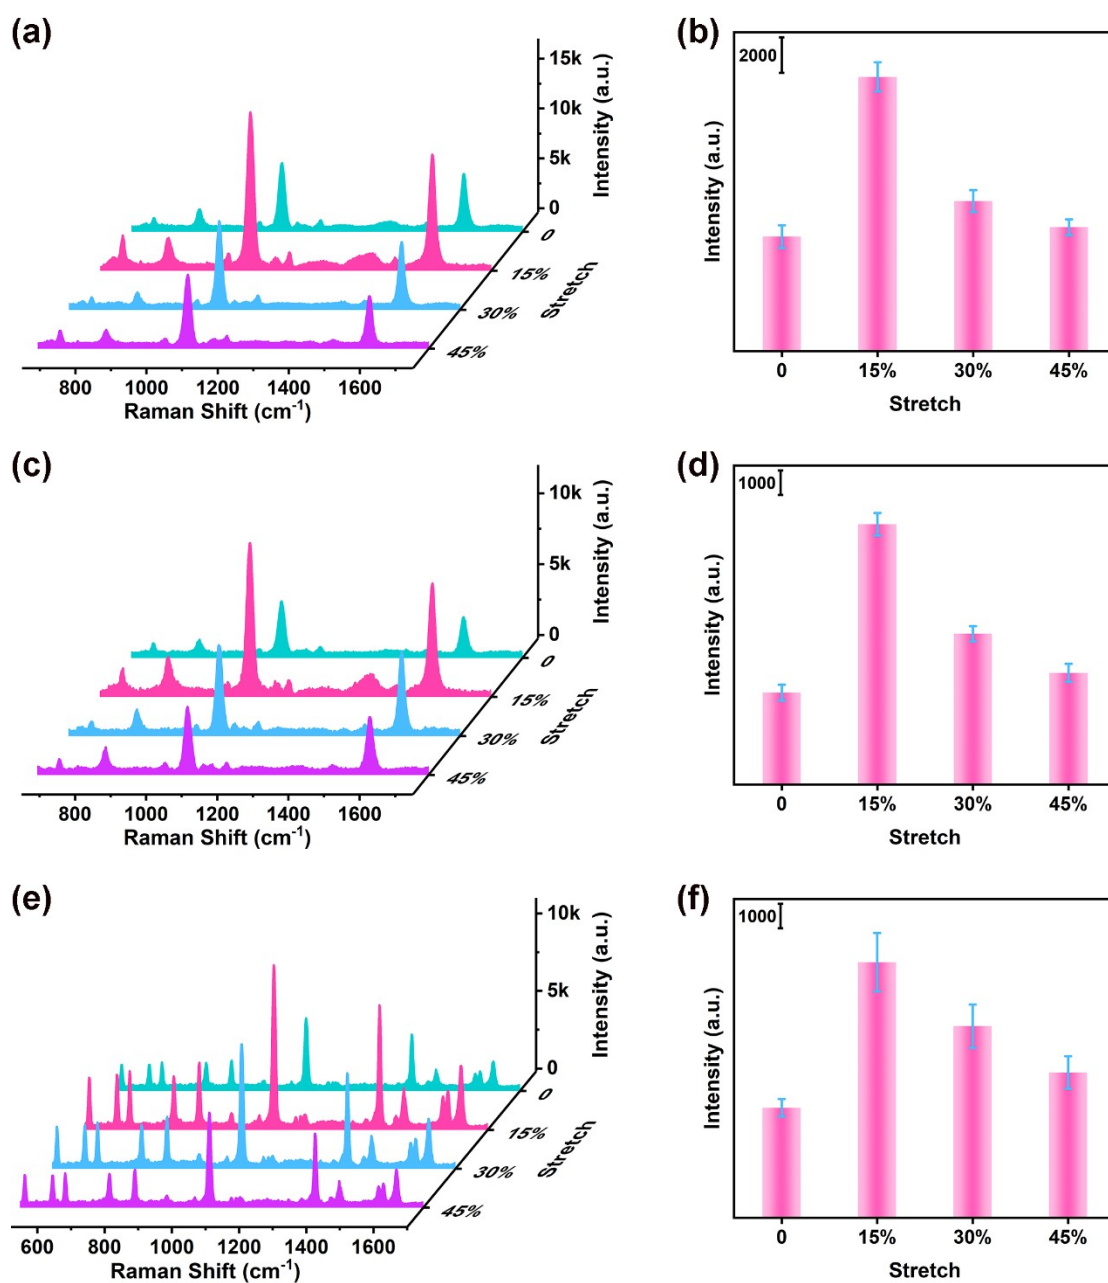 (a)
15k
10k
5k
0
Intensity (a.u.)
0
15%
30%
45%
Stretch
800 1000 1200 1400 1600
Raman Shift (cm-1)
(b)
2000
Intensity (a.u.)
0 15% 30% 45%
Stretch
(c)
10k
5k
0
Intensity (a.u.)
0
15%
30%
45%
Stretch
800 1000 1200 1400 1600
Raman Shift (cm-1)
(d)
1000
Intensity (a.u.)
0 15% 30% 45%
Stretch
(e)
10k
5k
0
Intensity (a.u.)
0
15%
30%
45%
Stretch
600 800 1000 1200 1400 1600
Raman Shift (cm-1)
(f)
1000
Intensity (a.u.)
0 15% 30% 45%
Stretch